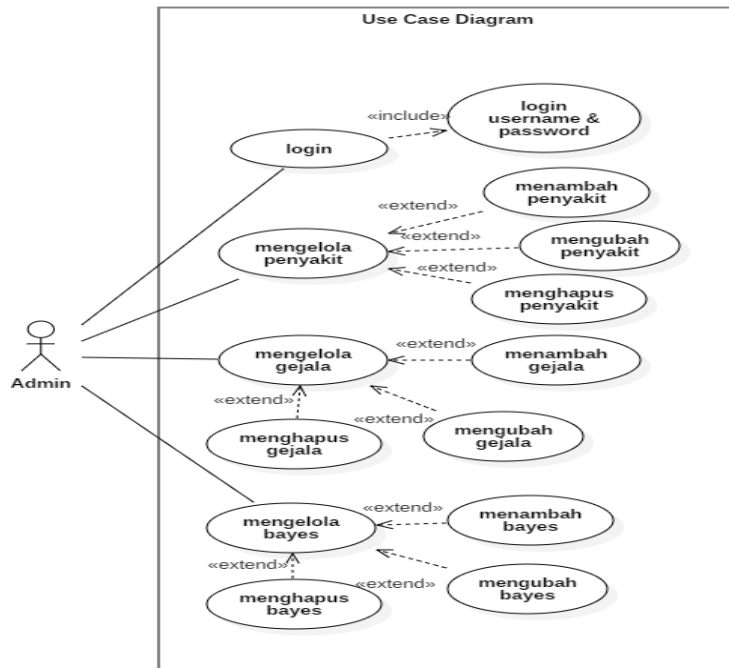 Use Case Diagram
login
username &
password
«include»
login
menambah
penyakit
«extend»
«extend»
mengelola
penyakit
mengubah
penyakit
«extend»
menghapus
penyakit
Admin
mengelola
gejala
«extend»
menambah
gejala
«extend»
«extend»
menghapus
gejala
mengubah
gejala
mengelola
bayes
«extend»
menambah
bayes
«extend»
«extend»
menghapus
bayes
mengubah
bayes